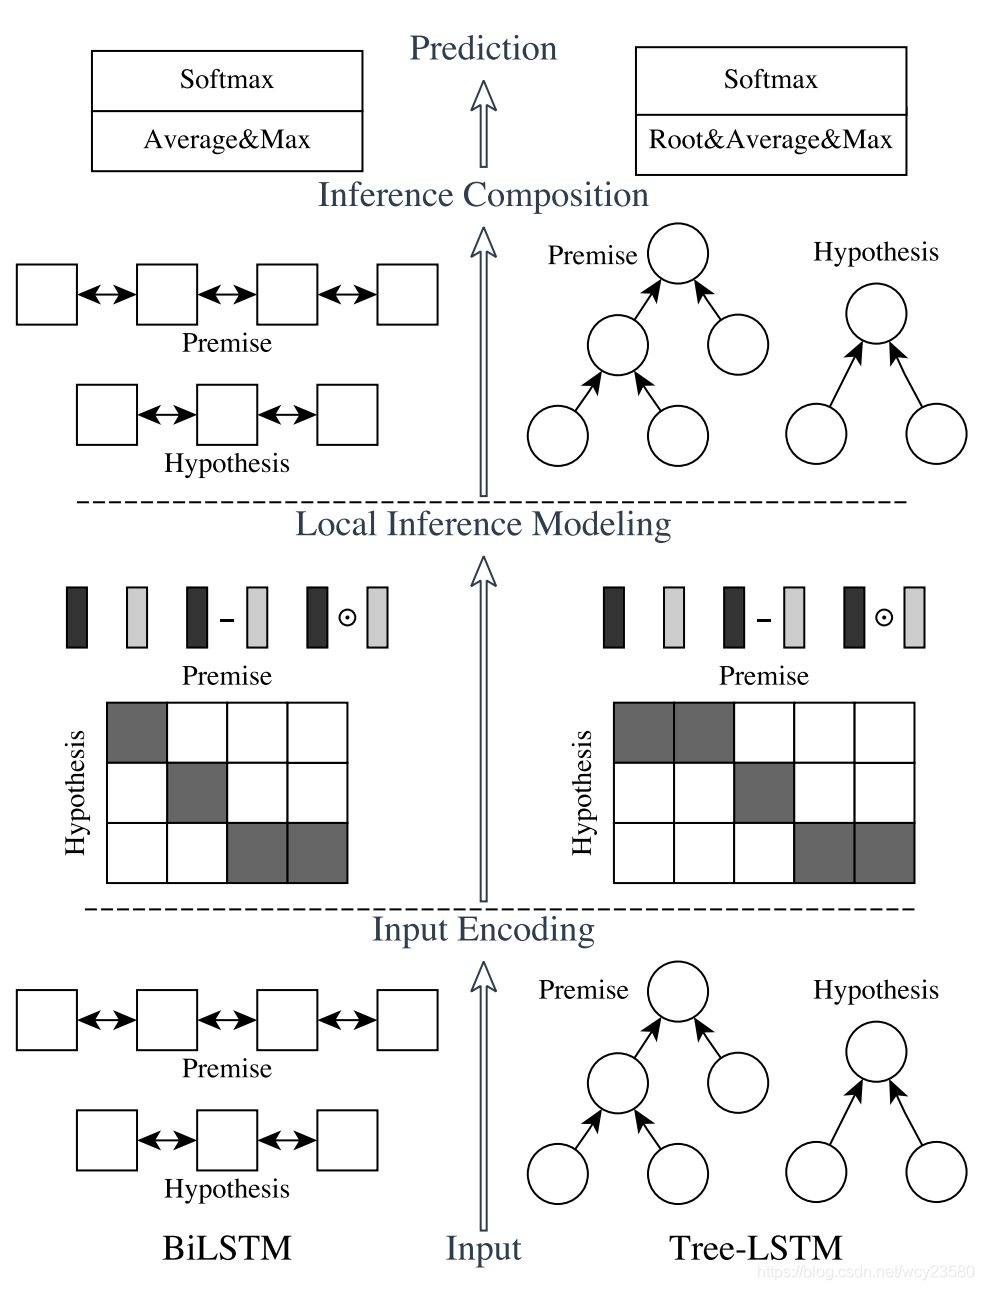 Prediction
Softmax
Average&Max
Softmax
Root&Average&Max
Inference Composition
Premise
Hypothesis
Premise
Hypothesis
Local Inference Modeling
Premise
Hypothesis
Premise
Hypothesis
Input Encoding
Premise
Hypothesis
Premise
Hypothesis
BiLSTM
Input
Tree-LSTM
https://blog.csdn.net/wcy23580